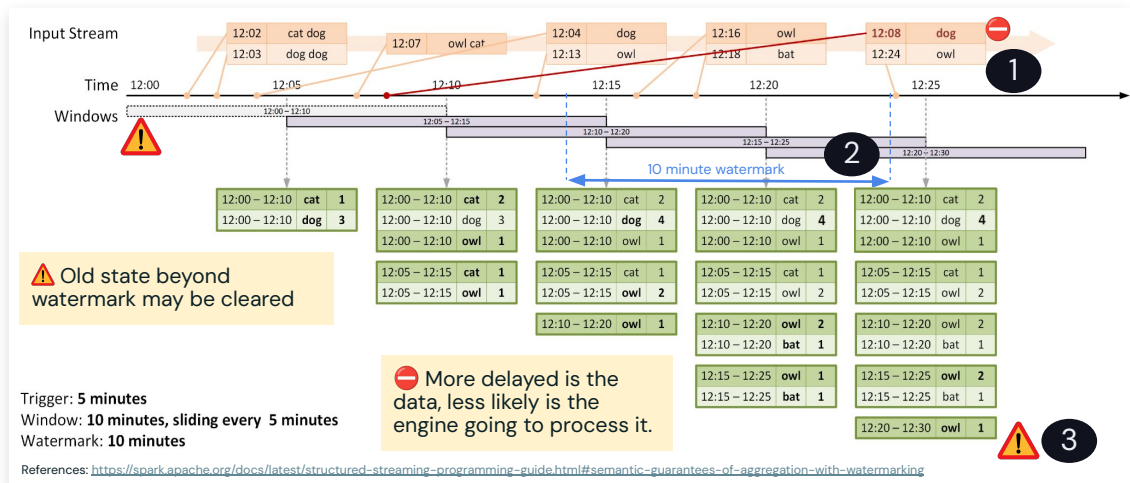 Input Stream
12:02 cat dog
12:03 dog dog
12:07 owl cat
12:04 dog
12:13 owl
12:16 owl
12:18 bat
12:08 dog
12:24 owl
1
Time
12:00 12:05 12:10 12:15 12:20 12:25
Windows
12:00 – 12:10
12:05 – 12:15
12:10 – 12:20
12:15 – 12:25
12:20 – 12:30
2
10 minute watermark
12:00 – 12:10 cat 1
12:00 – 12:10 dog 3
12:00 – 12:10 cat 2
12:00 – 12:10 dog 3
12:00 – 12:10 owl 1
12:05 – 12:15 cat 1
12:05 – 12:15 owl 1
12:00 – 12:10 cat 2
12:00 – 12:10 dog 4
12:00 – 12:10 owl 1
12:05 – 12:15 cat 1
12:05 – 12:15 owl 2
12:10 – 12:20 owl 1
12:00 – 12:10 cat 2
12:00 – 12:10 dog 4
12:00 – 12:10 owl 1
12:05 – 12:15 cat 1
12:05 – 12:15 owl 2
12:10 – 12:20 owl 2
12:10 – 12:20 bat 1
12:15 – 12:25 owl 1
12:15 – 12:25 bat 1
12:00 – 12:10 cat 2
12:00 – 12:10 dog 4
12:00 – 12:10 owl 1
12:05 – 12:15 cat 1
12:05 – 12:15 owl 2
12:10 – 12:20 owl 2
12:10 – 12:20 bat 1
12:15 – 12:25 owl 2
12:15 – 12:25 bat 1
12:20 – 12:30 owl 1
3
Old state beyond
watermark may be cleared
More delayed is the
data, less likely is the
engine going to process it.
Trigger: 5 minutes
Window: 10 minutes, sliding every 5 minutes
Watermark: 10 minutes
References: https://spark.apache.org/docs/latest/structured-streaming-programming-guide.html#semantic-guarantees-of-aggregation-with-watermarking